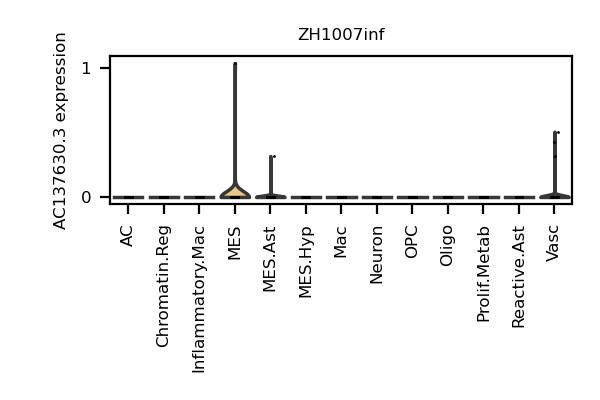 ZH1007inf
AC137630.3 expression
1
0
AC
Chromatin.Reg
Inflammatory.Mac
MES
MES.Ast
MES.Hyp
Mac
Neuron
OPC
Oligo
Prolif.Metab
Reactive.Ast
Vasc